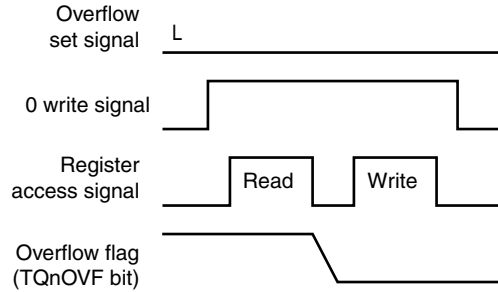 Overflow
set signal
L
0 write signal
Register
access signal
Read
Write
Overflow flag
(TQnOVF bit)